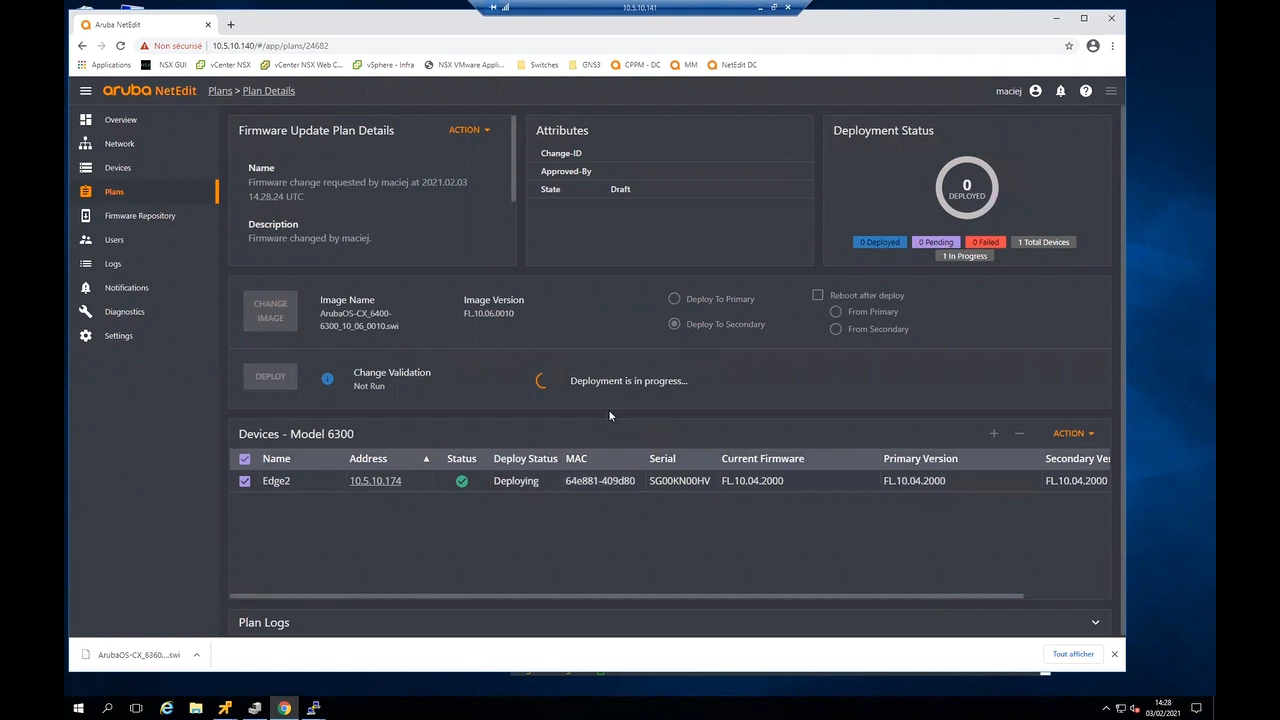 10.5.10.141
Aruba NetEdit
Non sécurisé
10.5.10.140/#/app/plans/24682
Applications
NSX GUI
vCenter NSX
vCenter NSX Web C...
vSphere - Infra
NSX VMware Appli...
Switches
GNS3
CPPM - DC
MM
NetEdit DC
aruba NetEdit
Plans > Plan Details
maciej
Overview
Network
Devices
Plans
Firmware Repository
Users
Logs
Notifications
Diagnostics
Settings
Firmware Update Plan Details
ACTION
Name
Firmware change requested by maciej at 2021.02.03
14.28.24 UTC
Description
Firmware changed by maciej.
Attributes
Change-ID
Approved-By
State Draft
Deployment Status
0
DEPLOYED
0 Deployed
0 Pending
0 Failed
1 Total Devices
1 In Progress
CHANGE
IMAGE
Image Name
ArubaOS-CX_6400-
6300_10_06_0010.swi
Image Version
FL.10.06.0010
Deploy To Primary
Deploy To Secondary
Reboot after deploy
From Primary
From Secondary
DEPLOY
Change Validation
Not Run
Deployment is in progress...
Devices - Model 6300
ACTION
Name Address Status Deploy Status MAC Serial Current Firmware Primary Version Secondary Ve
Edge2 10.5.10.174 Deploying 64e881-409d80 SG00KN00HV FL.10.04.2000 FL.10.04.2000 FL.10.04.2000
Plan Logs
ArubaOS-CX_8360....swi
Tout afficher
14:28
03/02/2021